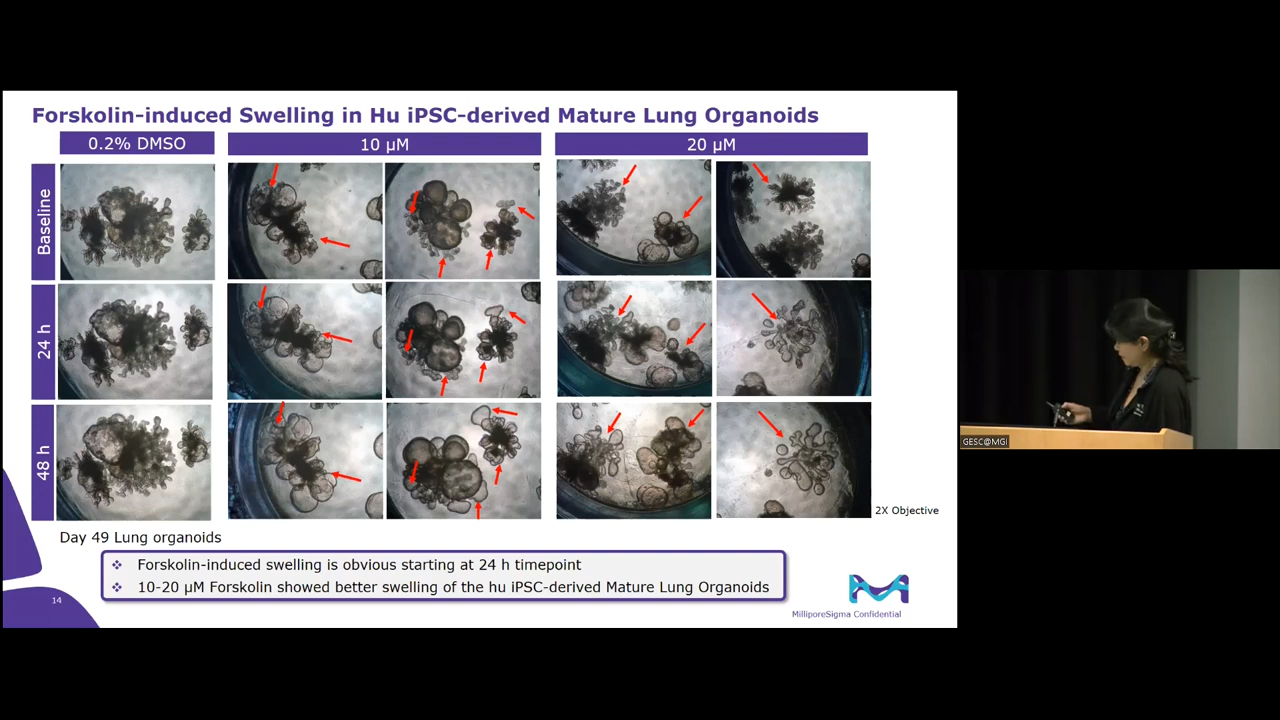 Forskolin-induced Swelling in Hu iPSC-derived Mature Lung Organoids
0.2% DMSO
10 µM
20 µM
Baseline
24 h
48 h
2X Objective
Day 49 Lung organoids
❖ Forskolin-induced swelling is obvious starting at 24 h timepoint
❖ 10-20 µM Forskolin showed better swelling of the hu iPSC-derived Mature Lung Organoids
14
MilliporeSigma Confidential
GESC@MGI